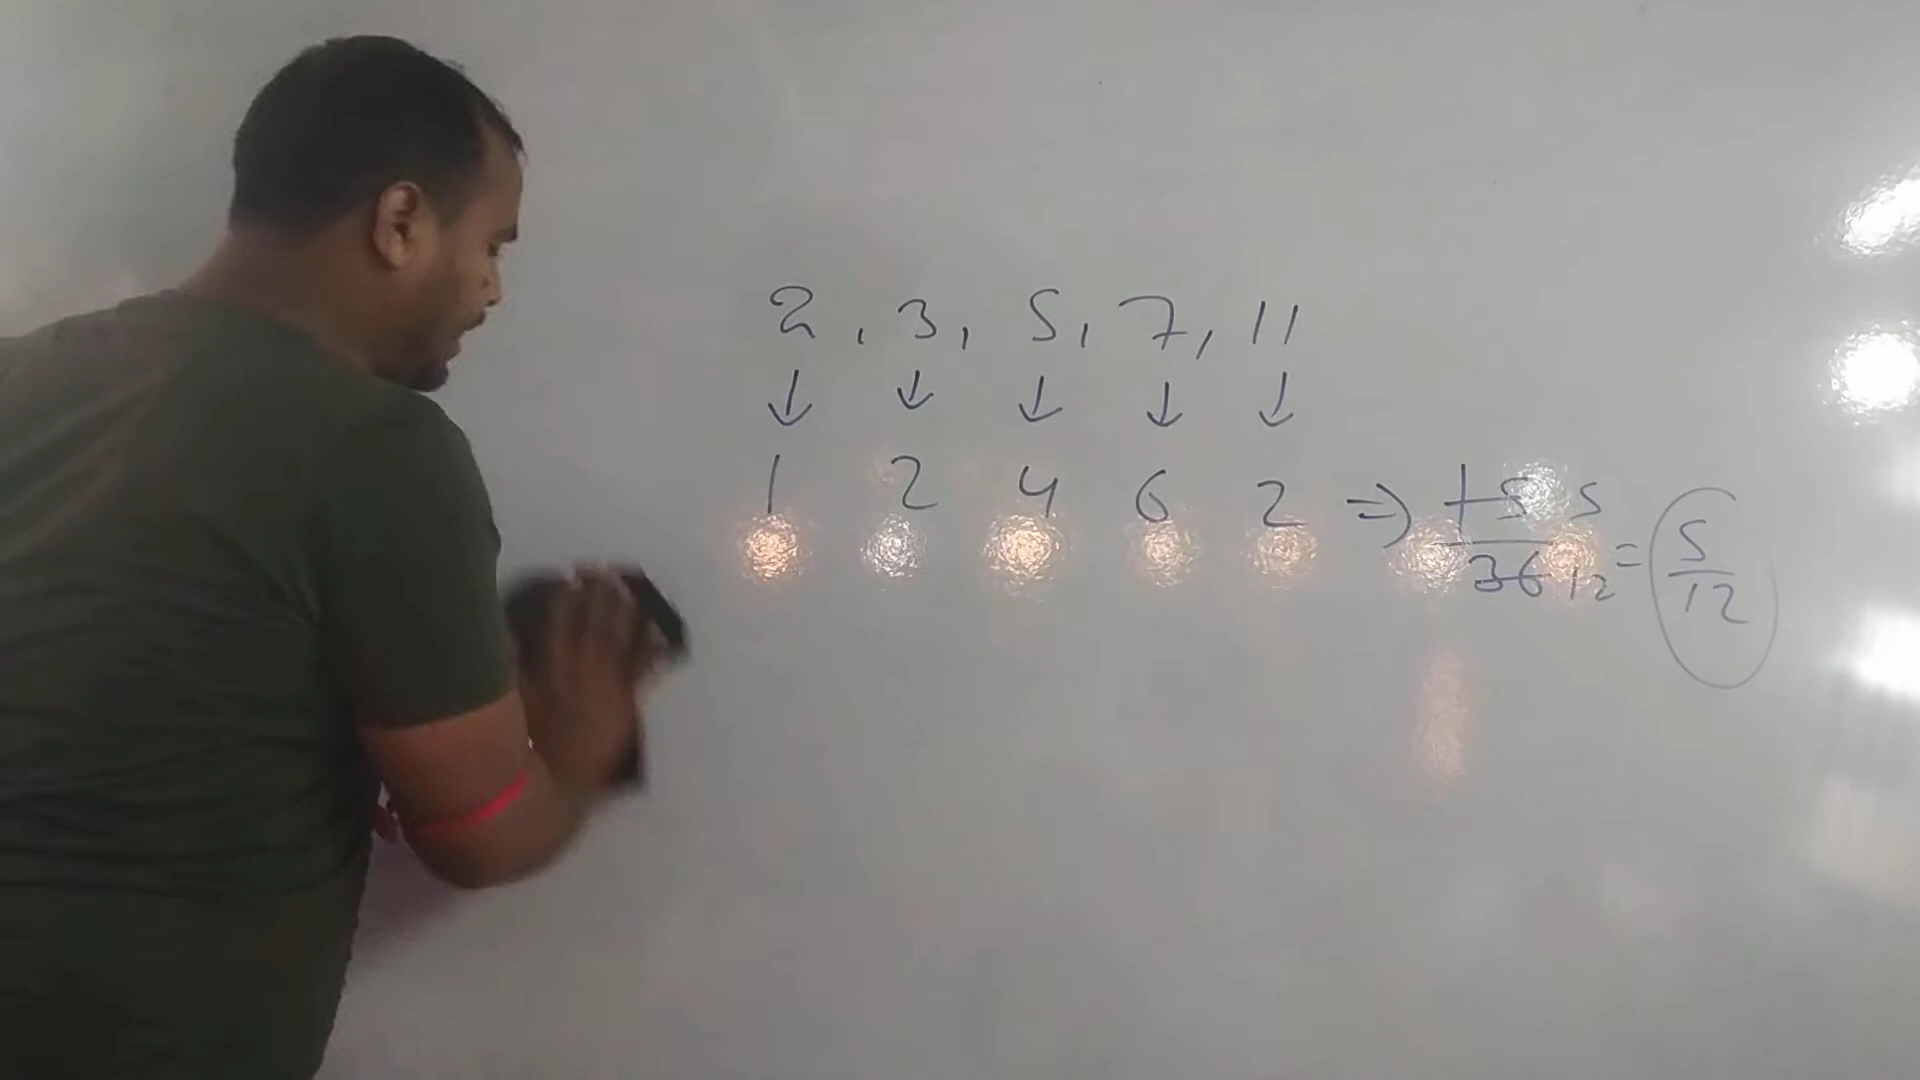 2, 3, 5, 7, 11
↓ ↓ ↓ ↓ ↓
1 2 4 6 2 => 15 5 / 36 12 = 5/12